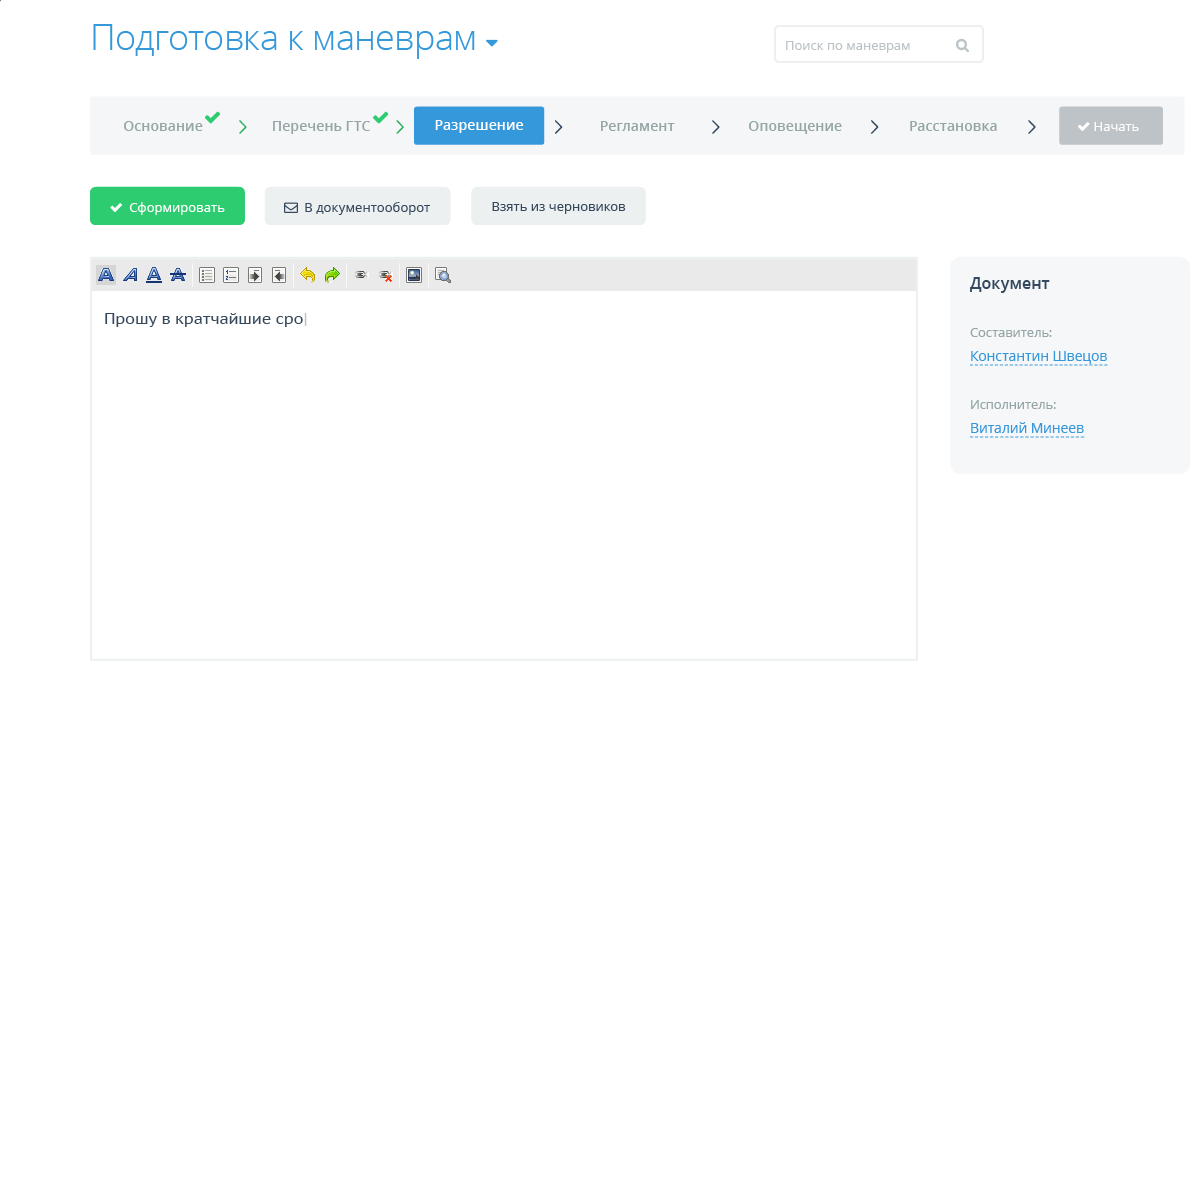 Подготовка к маневрам
Поиск по маневрам
Основание
Перечень ГТС
Разрешение
Регламент
Оповещение
Расстановка
Начать
Сформировать
В документооборот
Взять из черновиков
Прошу в кратчайшие сро
Документ
Составитель:
Константин Швецов
Исполнитель:
Виталий Минеев